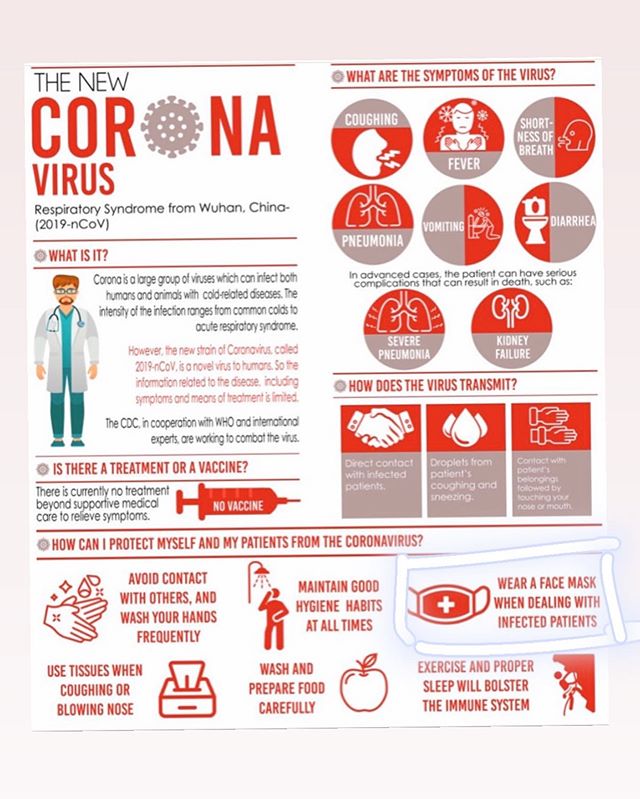 THE NEW
CORONA
VIRUS
Respiratory Syndrome from Wuhan, China-
(2019-nCoV)
WHAT IS IT?
Corona is a large group of viruses which can infect both
humans and animals with cold-related diseases. The
intensity of the infection ranges from common colds to
acute respiratory syndrome.
However, the new strain of Coronavirus, called
2019-nCoV, is a novel virus to humans. So the
information related to the disease, including
symptoms and means of treatment is limited.
The CDC, in cooperation with WHO and international
experts, are working to combat the virus.
IS THERE A TREATMENT OR A VACCINE?
There is currently no treatment
beyond supportive medical
care to relieve symptoms.
NO VACCINE
WHAT ARE THE SYMPTOMS OF THE VIRUS?
COUGHING
FEVER
SHORT-
NESS OF
BREATH
PNEUMONIA
VOMITING
DIARRHEA
In advanced cases, the patient can have serious
complications that can result in death, such as:
SEVERE
PNEUMONIA
KIDNEY
FAILURE
HOW DOES THE VIRUS TRANSMIT?
Direct contact
with infected
patients.
Droplets from
patient's
coughing and
sneezing.
Contact with
patient's
belongings
followed by
touching your
nose or mouth.
HOW CAN I PROTECT MYSELF AND MY PATIENTS FROM THE CORONAVIRUS?
AVOID CONTACT
WITH OTHERS, AND
WASH YOUR HANDS
FREQUENTLY
MAINTAIN GOOD
HYGIENE HABITS
AT ALL TIMES
WEAR A FACE MASK
WHEN DEALING WITH
INFECTED PATIENTS
USE TISSUES WHEN
COUGHING OR
BLOWING NOSE
WASH AND
PREPARE FOOD
CAREFULLY
EXERCISE AND PROPER
SLEEP WILL BOLSTER
THE IMMUNE SYSTEM